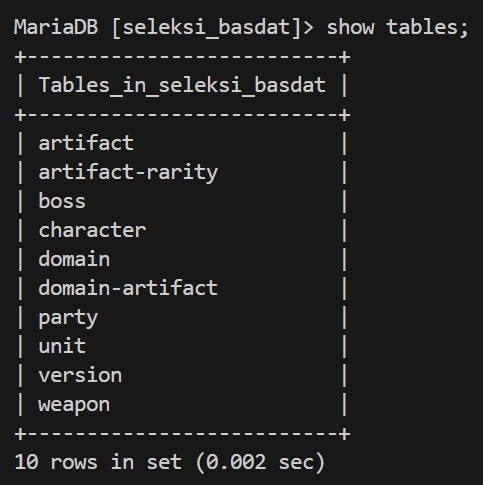 MariaDB [seleksi_basdat]> show tables;
+--------------------------+
| Tables_in_seleksi_basdat |
+--------------------------+
| artifact                 |
| artifact-rarity          |
| boss                     |
| character                |
| domain                   |
| domain-artifact          |
| party                    |
| unit                     |
| version                  |
| weapon                   |
+--------------------------+
10 rows in set (0.002 sec)